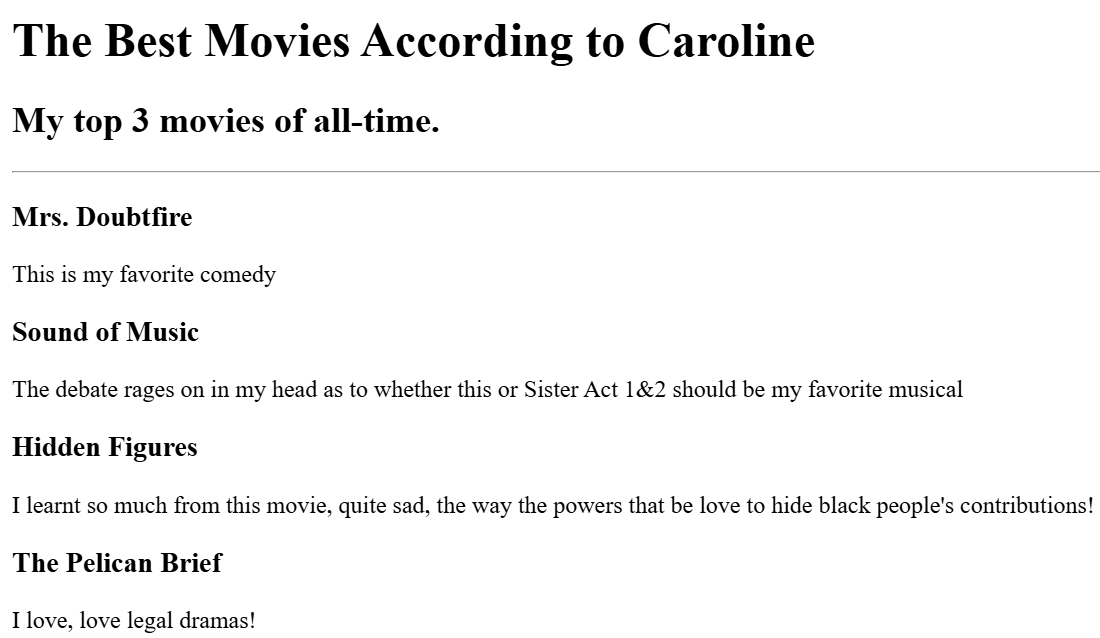 The Best Movies According to Caroline
My top 3 movies of all-time.
Mrs. Doubtfire
This is my favorite comedy
Sound of Music
The debate rages on in my head as to whether this or Sister Act 1&2 should be my favorite musical
Hidden Figures
I learnt so much from this movie, quite sad, the way the powers that be love to hide black people's contributions!
The Pelican Brief
I love, love legal dramas!